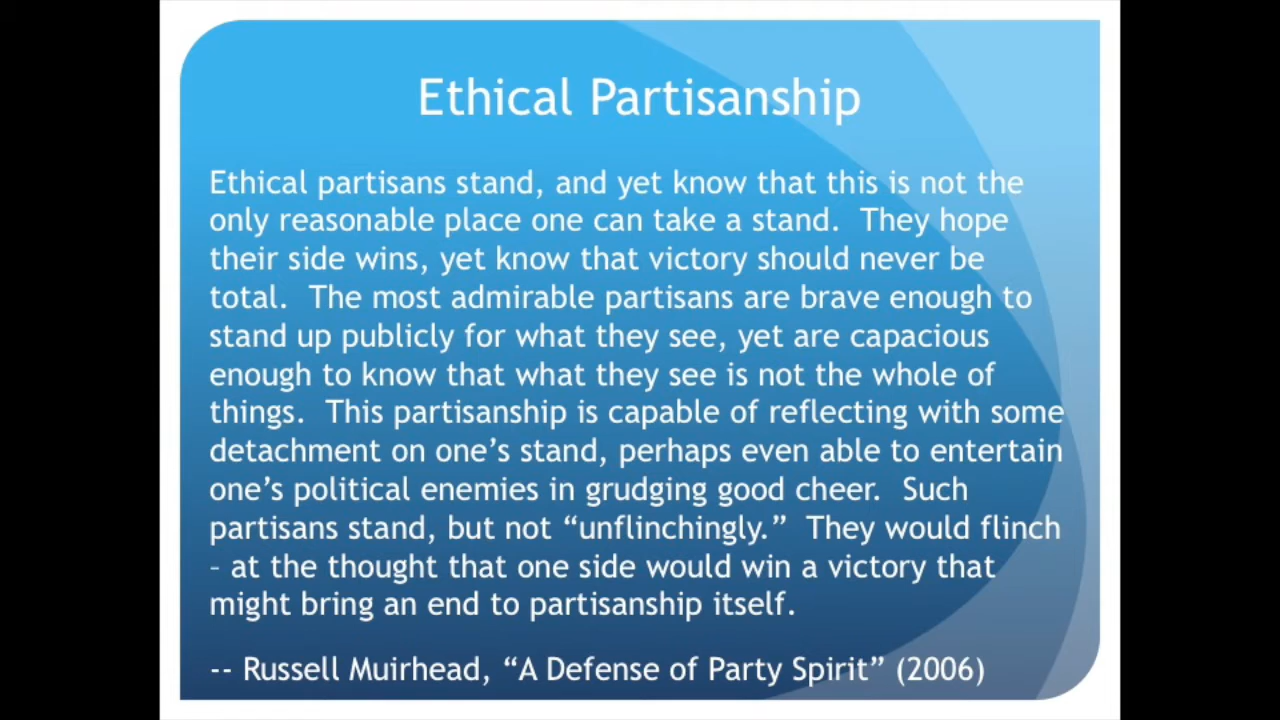 Ethical Partisanship
Ethical partisans stand, and yet know that this is not the
only reasonable place one can take a stand.  They hope
their side wins, yet know that victory should never be
total.  The most admirable partisans are brave enough to
stand up publicly for what they see, yet are capacious
enough to know that what they see is not the whole of
things.  This partisanship is capable of reflecting with some
detachment on one’s stand, perhaps even able to entertain
one’s political enemies in grudging good cheer.  Such
partisans stand, but not “unflinchingly.”  They would flinch
– at the thought that one side would win a victory that
might bring an end to partisanship itself.
-- Russell Muirhead, “A Defense of Party Spirit” (2006)